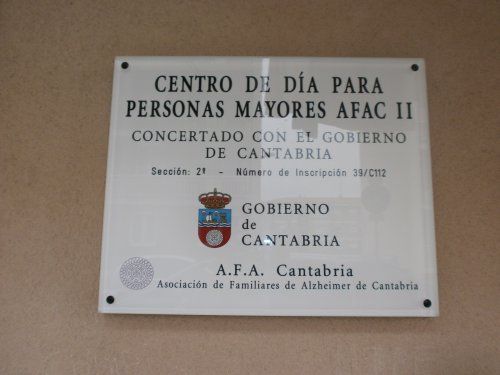 CENTRO DE DÍA PARA
PERSONAS MAYORES AFAC II
CONCERTADO CON EL GOBIERNO
DE CANTABRIA
Sección: 2ª - Número de Inscripción 39/C112
GOBIERNO
de
CANTABRIA
A.F.A. Cantabria
Asociación de Familiares de Alzheimer de Cantabria